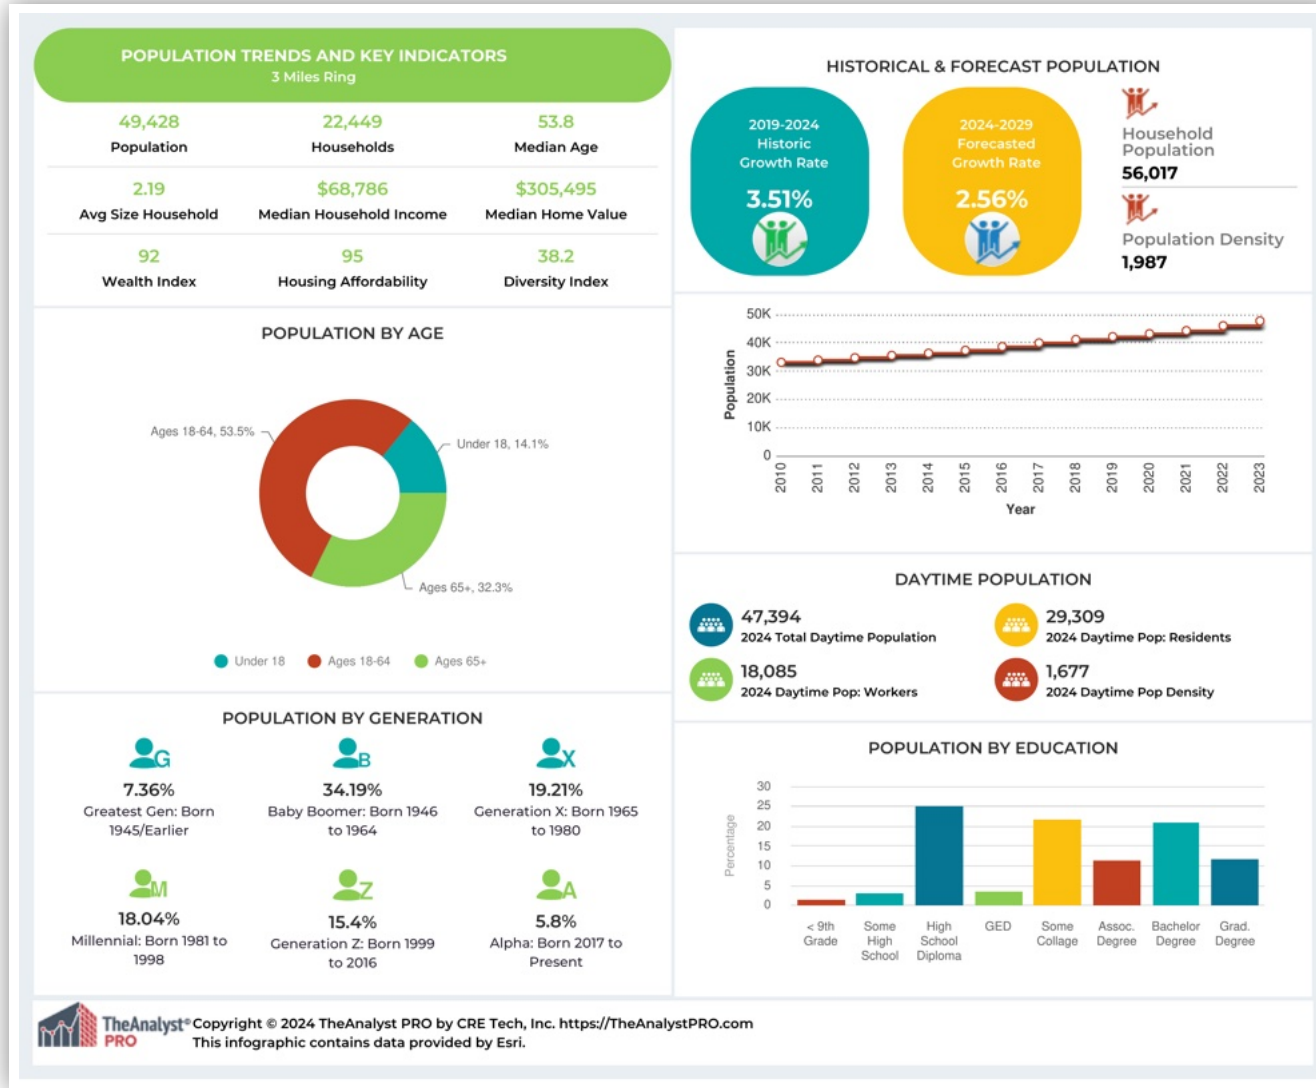 POPULATION TRENDS AND KEY INDICATORS
3 Miles Ring
49,428
Population
22,449
Households
53.8
Median Age
2.19
Avg Size Household
$68,786
Median Household Income
$305,495
Median Home Value
92
Wealth Index
95
Housing Affordability
38.2
Diversity Index
POPULATION BY AGE
Ages 18-64, 53.5%
Under 18, 14.1%
Ages 65+, 32.3%
Under 18
Ages 18-64
Ages 65+
POPULATION BY GENERATION
G
7.36%
Greatest Gen: Born
1945/Earlier
B
34.19%
Baby Boomer: Born 1946
to 1964
X
19.21%
Generation X: Born 1965
to 1980
M
18.04%
Millennial: Born 1981 to
1998
Z
15.4%
Generation Z: Born 1999
to 2016
A
5.8%
Alpha: Born 2017 to
Present
HISTORICAL & FORECAST POPULATION
2019-2024
Historic
Growth Rate
3.51%
2024-2029
Forecasted
Growth Rate
2.56%
Household
Population
56,017
Population Density
1,987
50K
40K
30K
20K
10K
0
Population
2010
2011
2012
2013
2014
2015
2016
2017
2018
2019
2020
2021
2022
2023
Year
DAYTIME POPULATION
47,394
2024 Total Daytime Population
29,309
2024 Daytime Pop: Residents
18,085
2024 Daytime Pop: Workers
1,677
2024 Daytime Pop Density
POPULATION BY EDUCATION
30
25
20
15
10
5
0
Percentage
< 9th
Grade
Some
High
School
High
School
Diploma
GED
Some
Collage
Assoc.
Degree
Bachelor
Degree
Grad.
Degree
TheAnalyst®
PRO
Copyright © 2024 TheAnalyst PRO by CRE Tech, Inc. https://TheAnalystPRO.com
This infographic contains data provided by Esri.